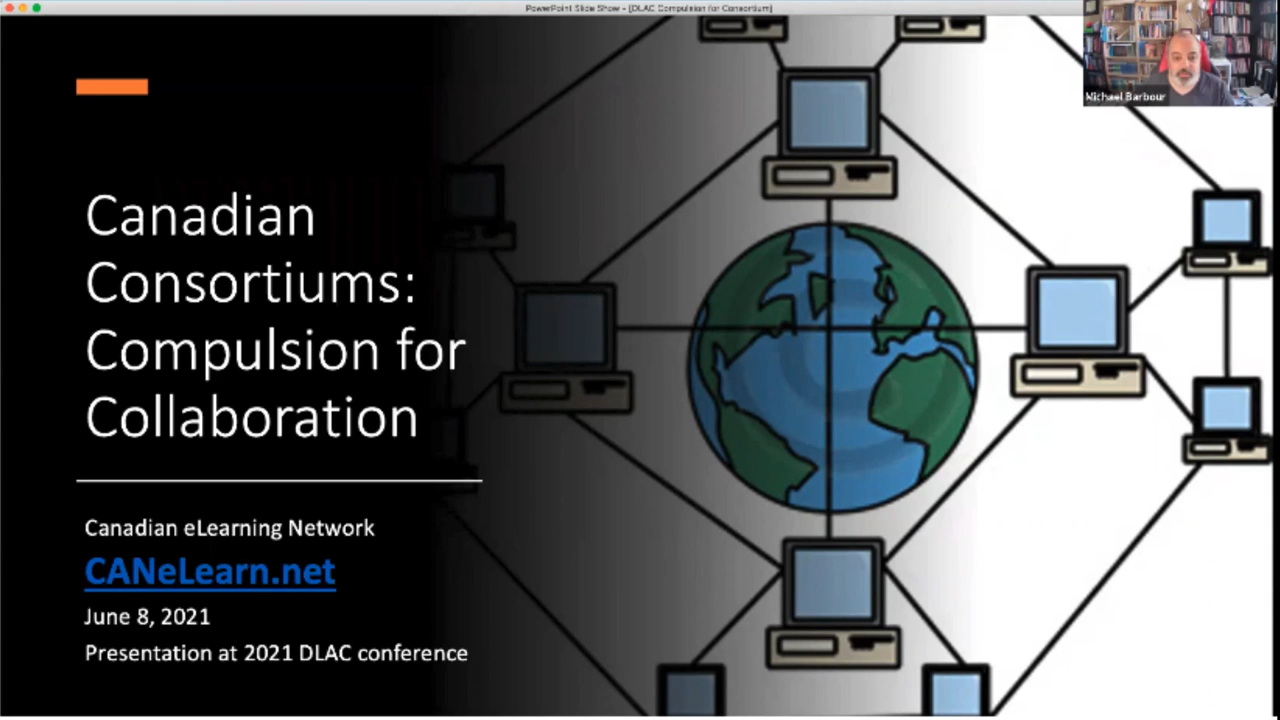 PowerPoint Slide Show - [DLAC Compulsion for Consortium]
Michael Barbour
Canadian
Consortiums:
Compulsion for
Collaboration
Canadian eLearning Network
CANeLearn.net
June 8, 2021
Presentation at 2021 DLAC conference